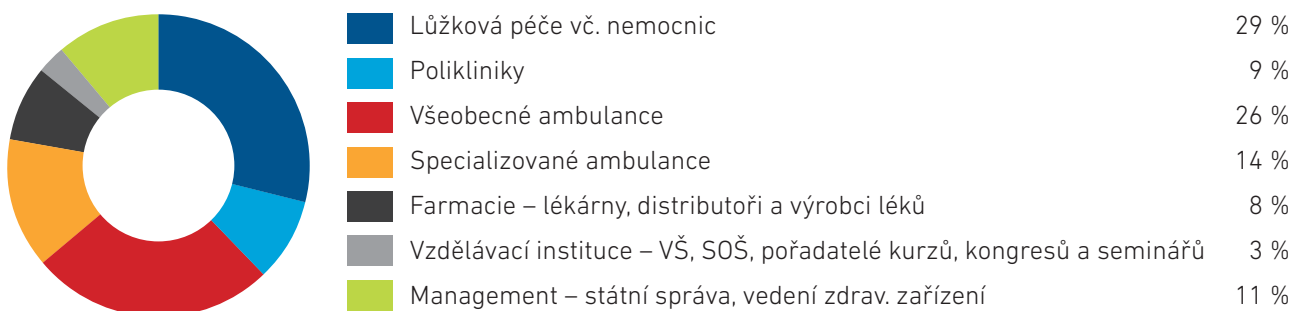 Lůžková péče vč. nemocnic 29 %
Polikliniky 9 %
Všeobecné ambulance 26 %
Specializované ambulance 14 %
Farmacie – lékárny, distributoři a výrobci léků 8 %
Vzdělávací instituce – VŠ, SOŠ, pořadatelé kurzů, kongresů a seminářů 3 %
Management – státní správa, vedení zdrav. zařízení 11 %